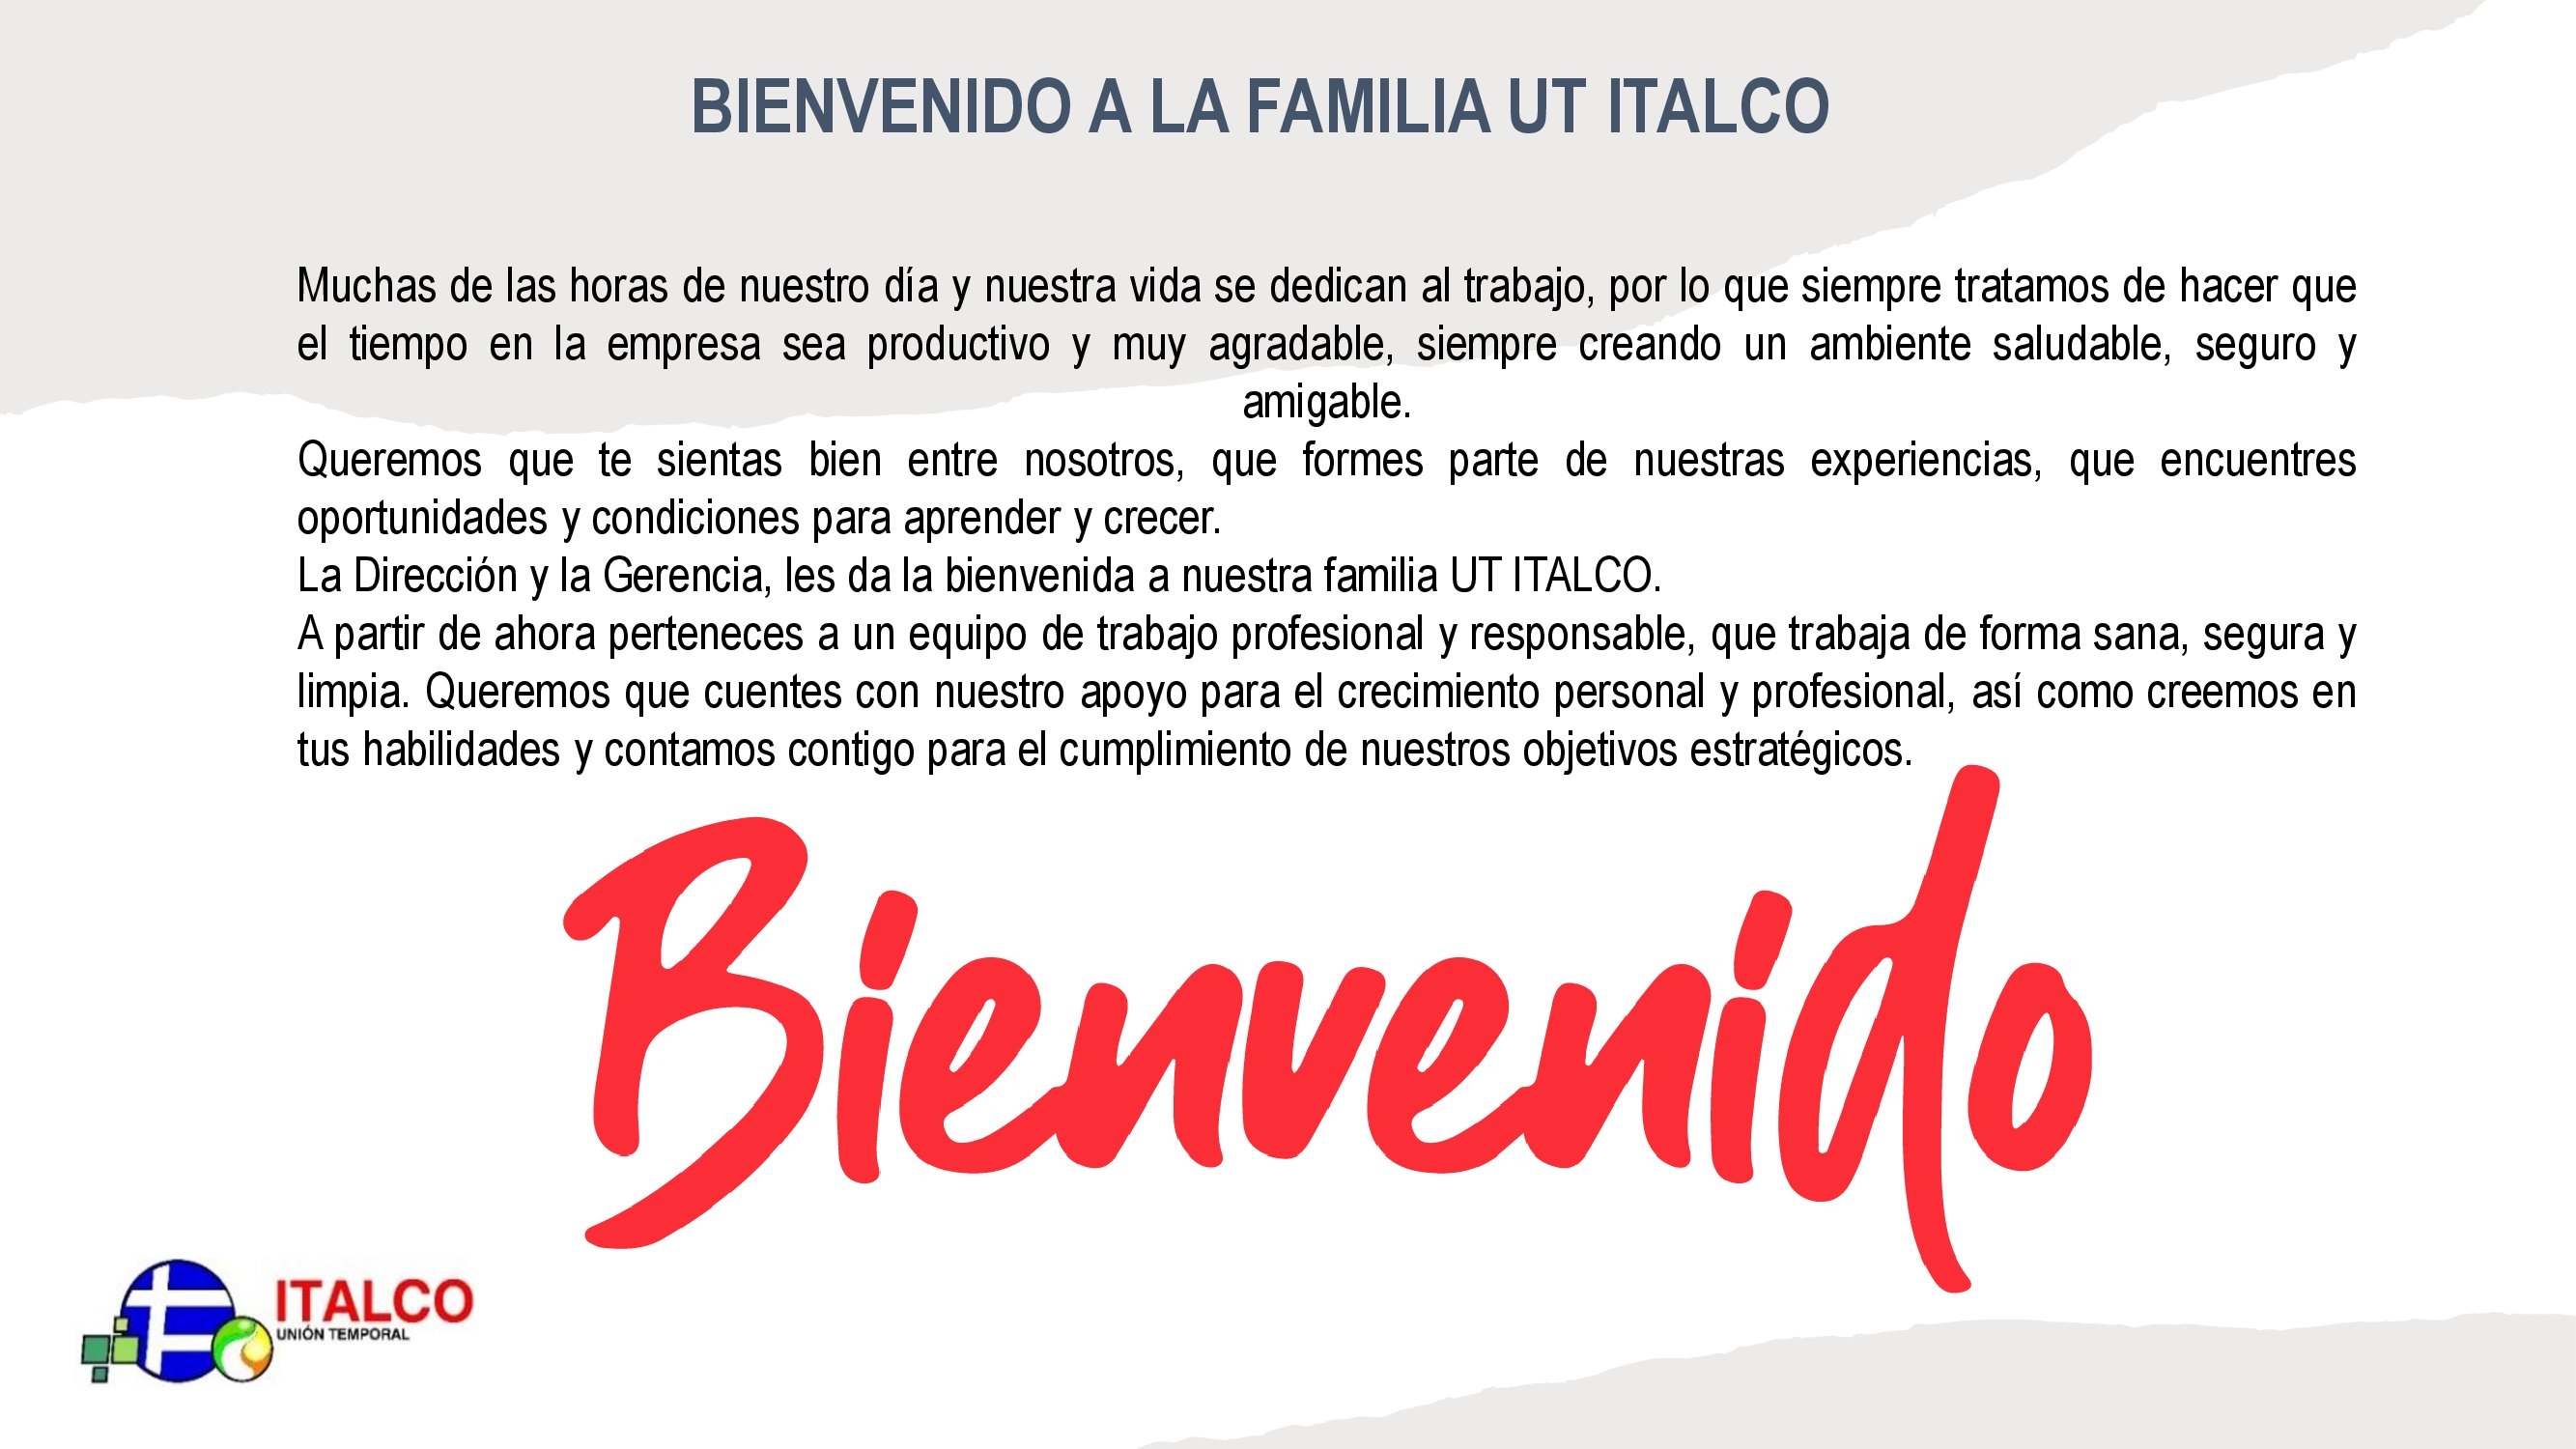 BIENVENIDO A LA FAMILIA UT ITALCO
Muchas de las horas de nuestro día y nuestra vida se dedican al trabajo, por lo que siempre tratamos de hacer que
el tiempo en la empresa sea productivo y muy agradable, siempre creando un ambiente saludable, seguro y
amigable.
Queremos que te sientas bien entre nosotros, que formes parte de nuestras experiencias, que encuentres
oportunidades y condiciones para aprender y crecer.
La Dirección y la Gerencia, les da la bienvenida a nuestra familia UT ITALCO.
A partir de ahora perteneces a un equipo de trabajo profesional y responsable, que trabaja de forma sana, segura y
limpia. Queremos que cuentes con nuestro apoyo para el crecimiento personal y profesional, así como creemos en
tus habilidades y contamos contigo para el cumplimiento de nuestros objetivos estratégicos.
Bienvenido
ITALCO
UNIÓN TEMPORAL